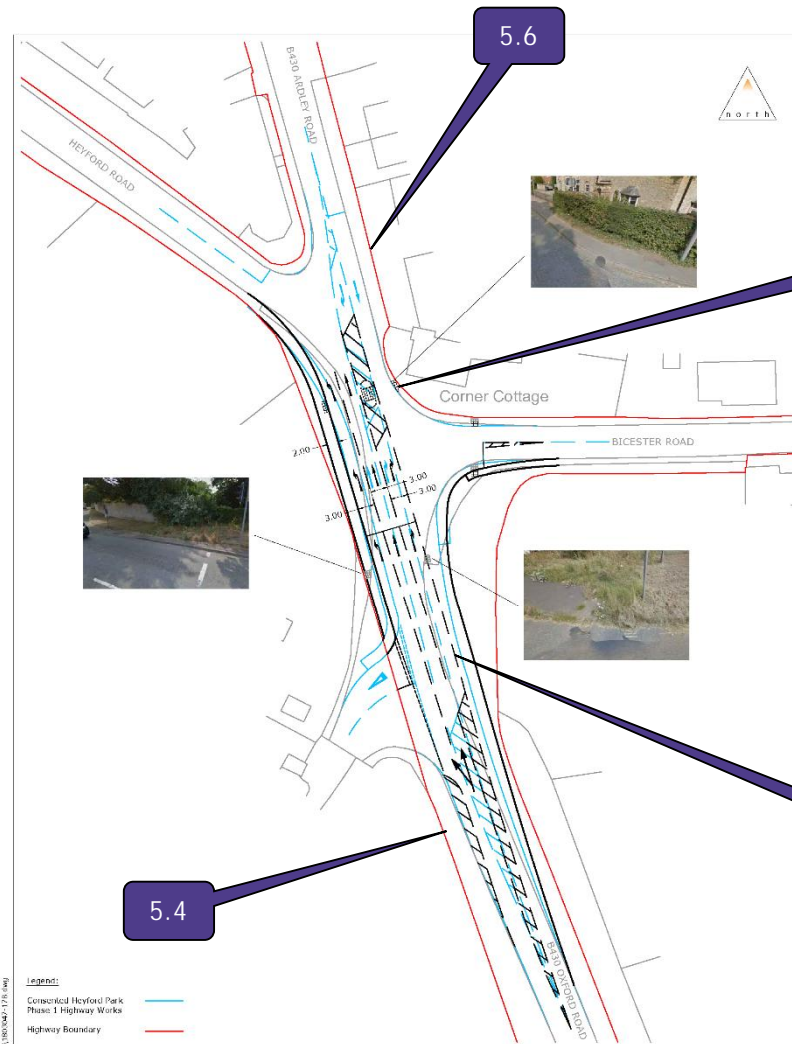 5.6
B430 ARDLEY ROAD
north
HEYFORD ROAD
Corner Cottage
BICESTER ROAD
2.00
3.00
3.00
3.00
5.4
B430 OXFORD ROAD
Legend:
Consented Heyford Park
Phase 1 Highway Works
Highway Boundary